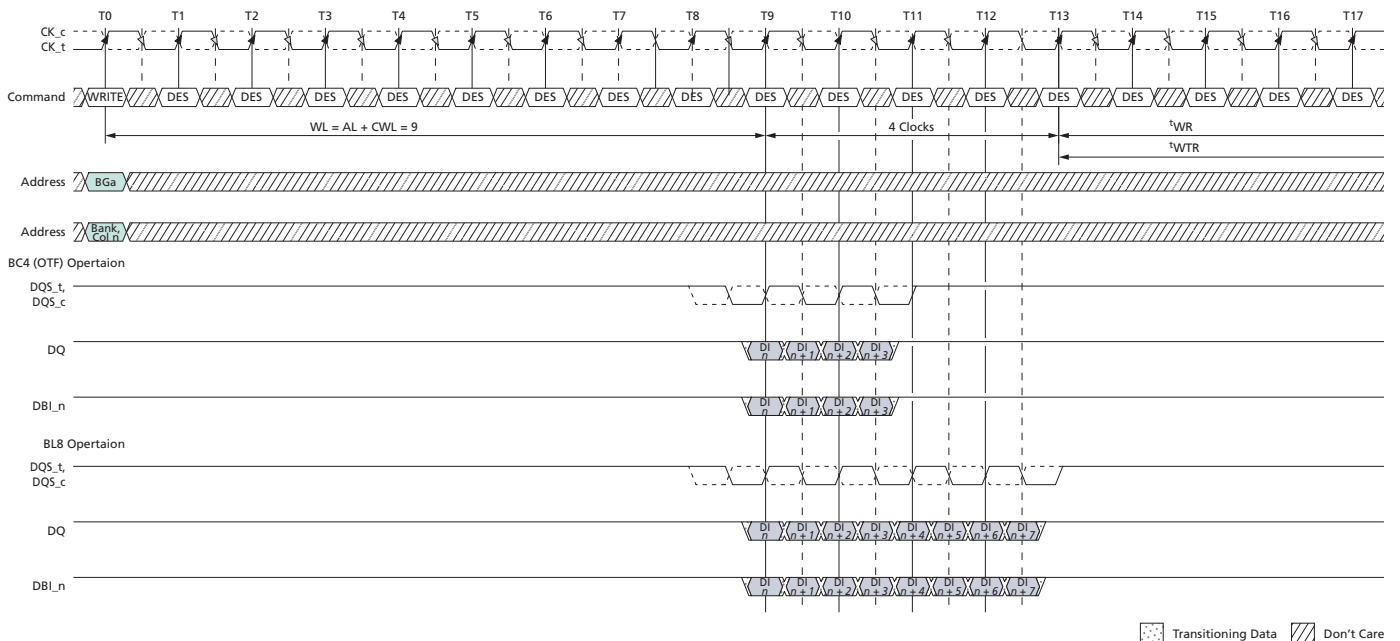 T0 T1 T2 T3 T4 T5 T6 T7 T8 T9 T10 T11 T12 T13 T14 T15 T16 T17
CK_c
CK_t
Command WRITE DES DES DES DES DES DES DES DES DES DES DES DES DES DES DES DES DES
WL = AL + CWL = 9 4 Clocks tWR
tWTR
Address BGa
Address Bank, Col n
BC4 (OTF) Opertaion
DQS_t,
DQS_c
DQ DI n DI n + 1 DI n + 2 DI n + 3
DBI_n DI n DI n + 1 DI n + 2 DI n + 3
BL8 Opertaion
DQS_t,
DQS_c
DQ DI n DI n + 1 DI n + 2 DI n + 3 DI n + 4 DI n + 5 DI n + 6 DI n + 7
DBI_n DI n DI n + 1 DI n + 2 DI n + 3 DI n + 4 DI n + 5 DI n + 6 DI n + 7
Transitioning Data Don't Care